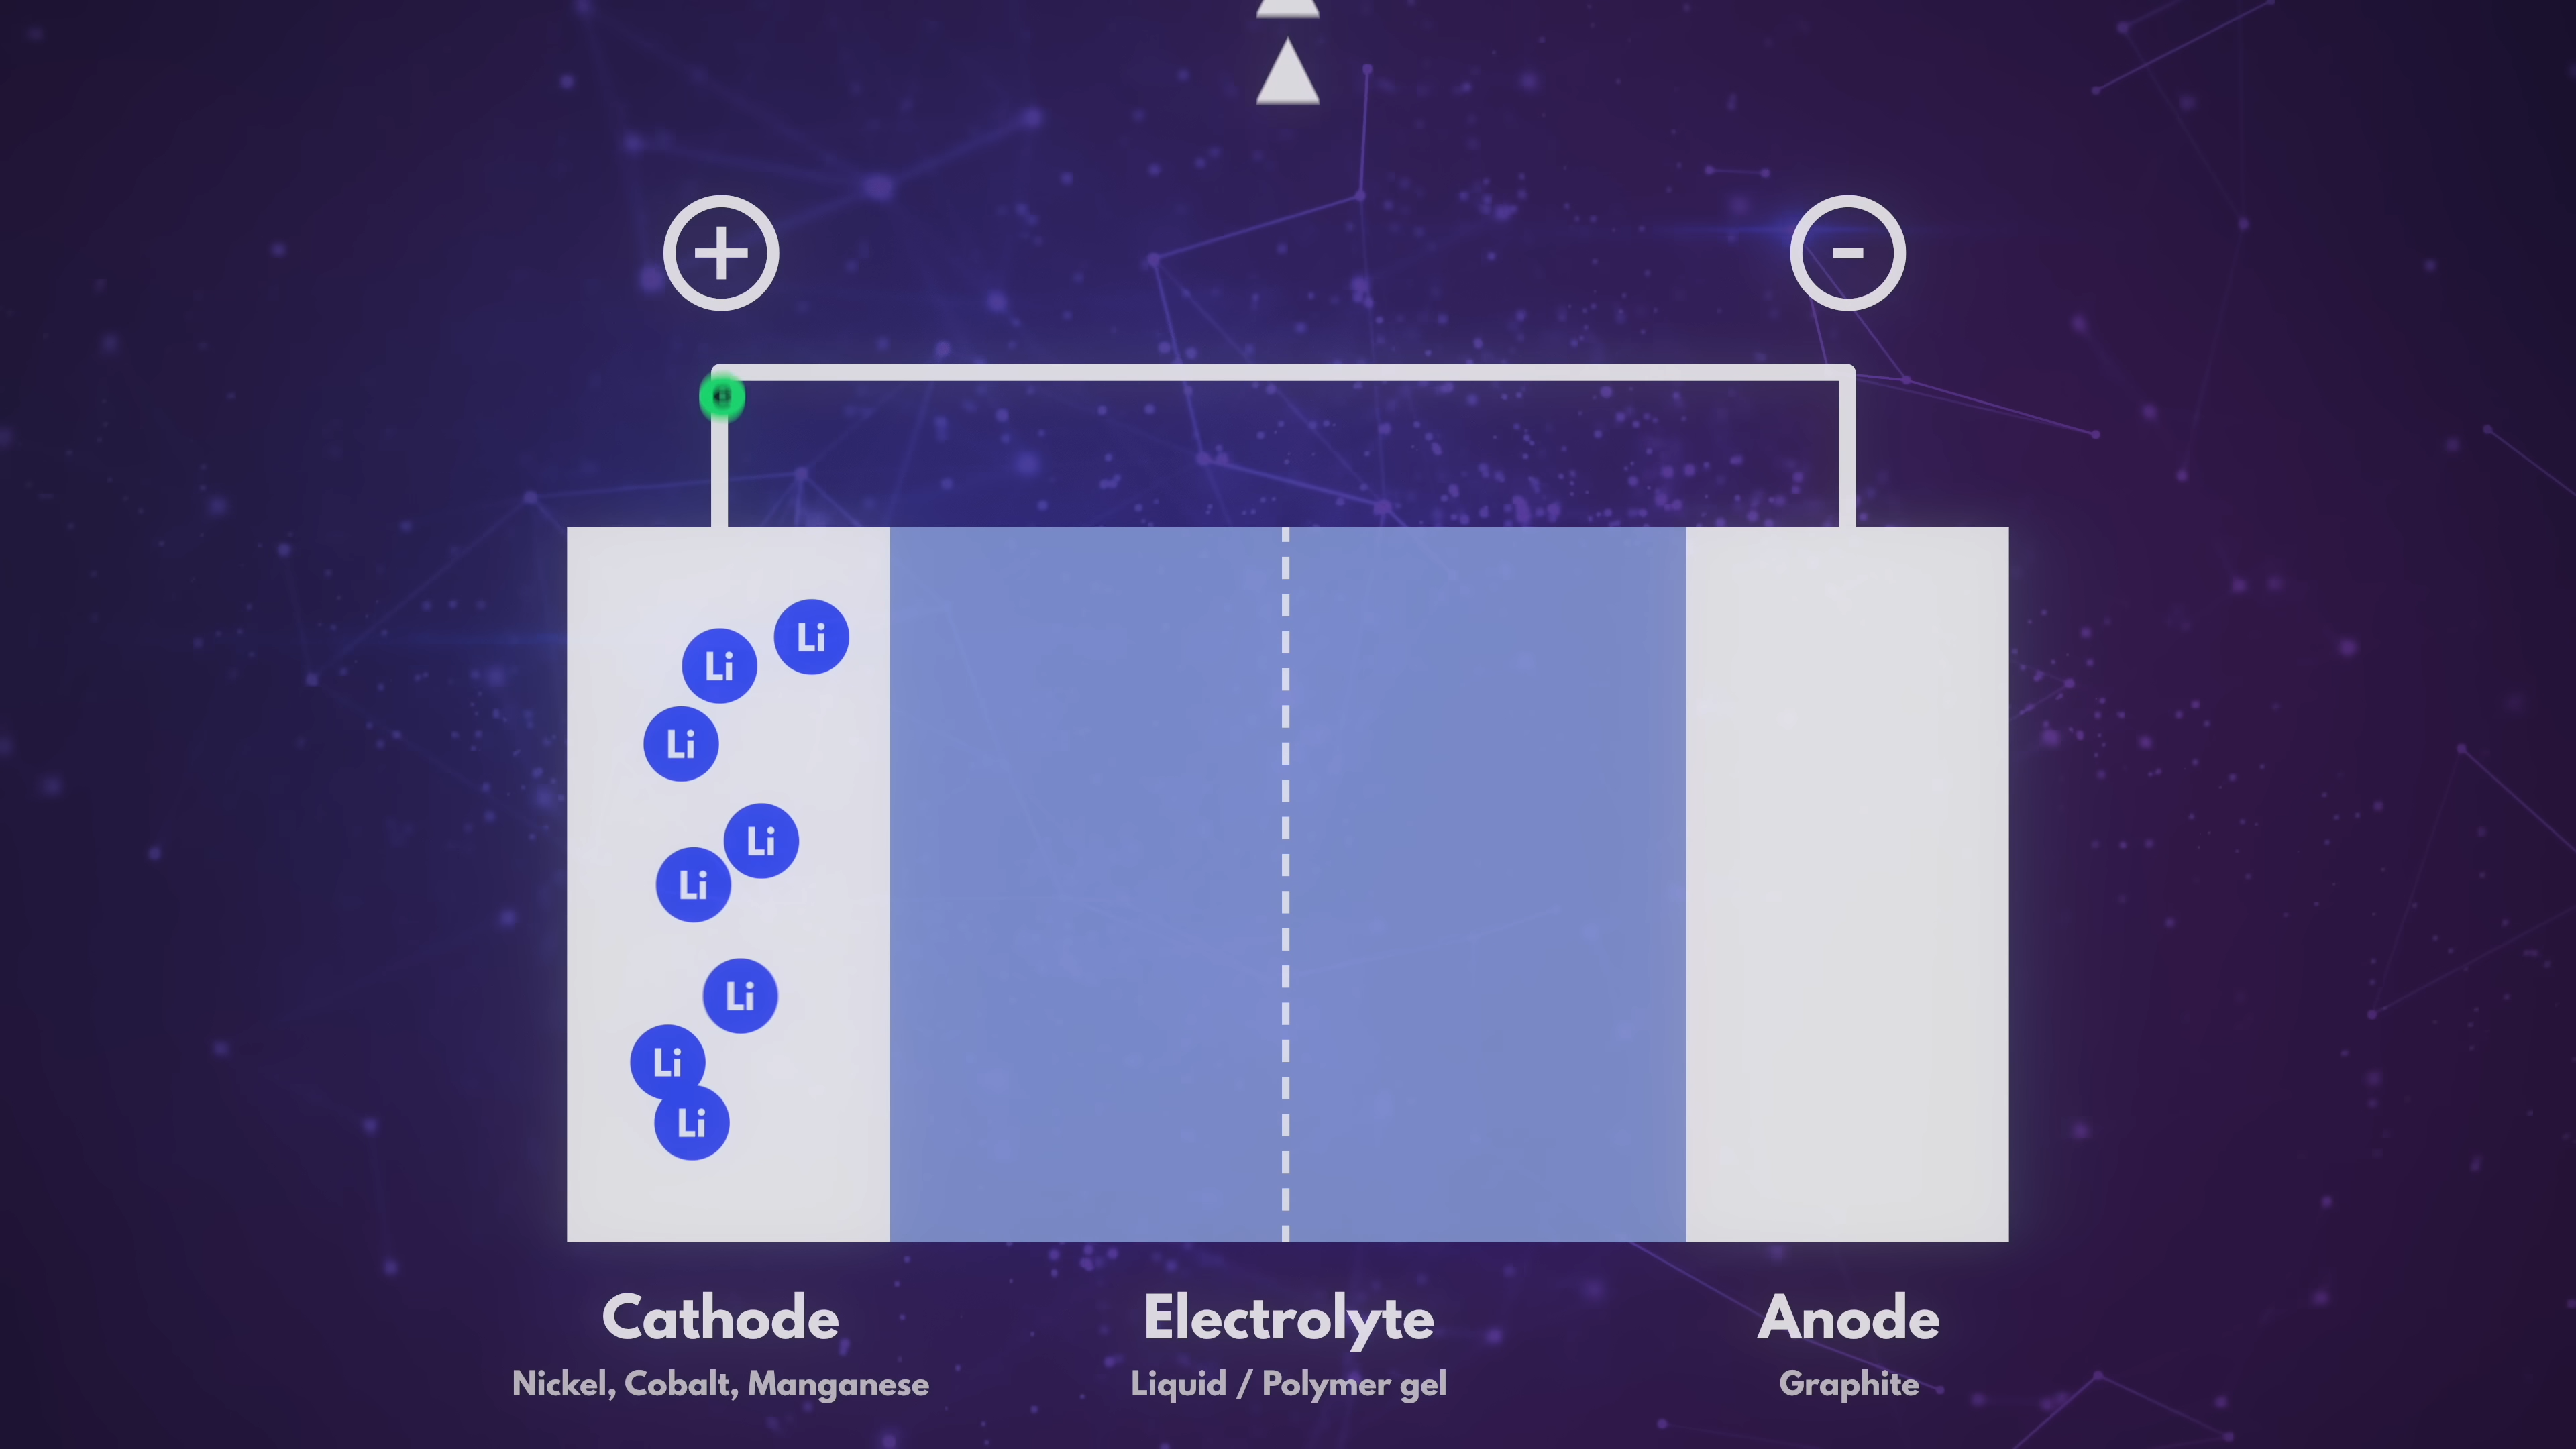 +
-
Li
Li
Li
Li
Li
Li
Li
Li
Cathode
Nickel, Cobalt, Manganese
Electrolyte
Liquid / Polymer gel
Anode
Graphite